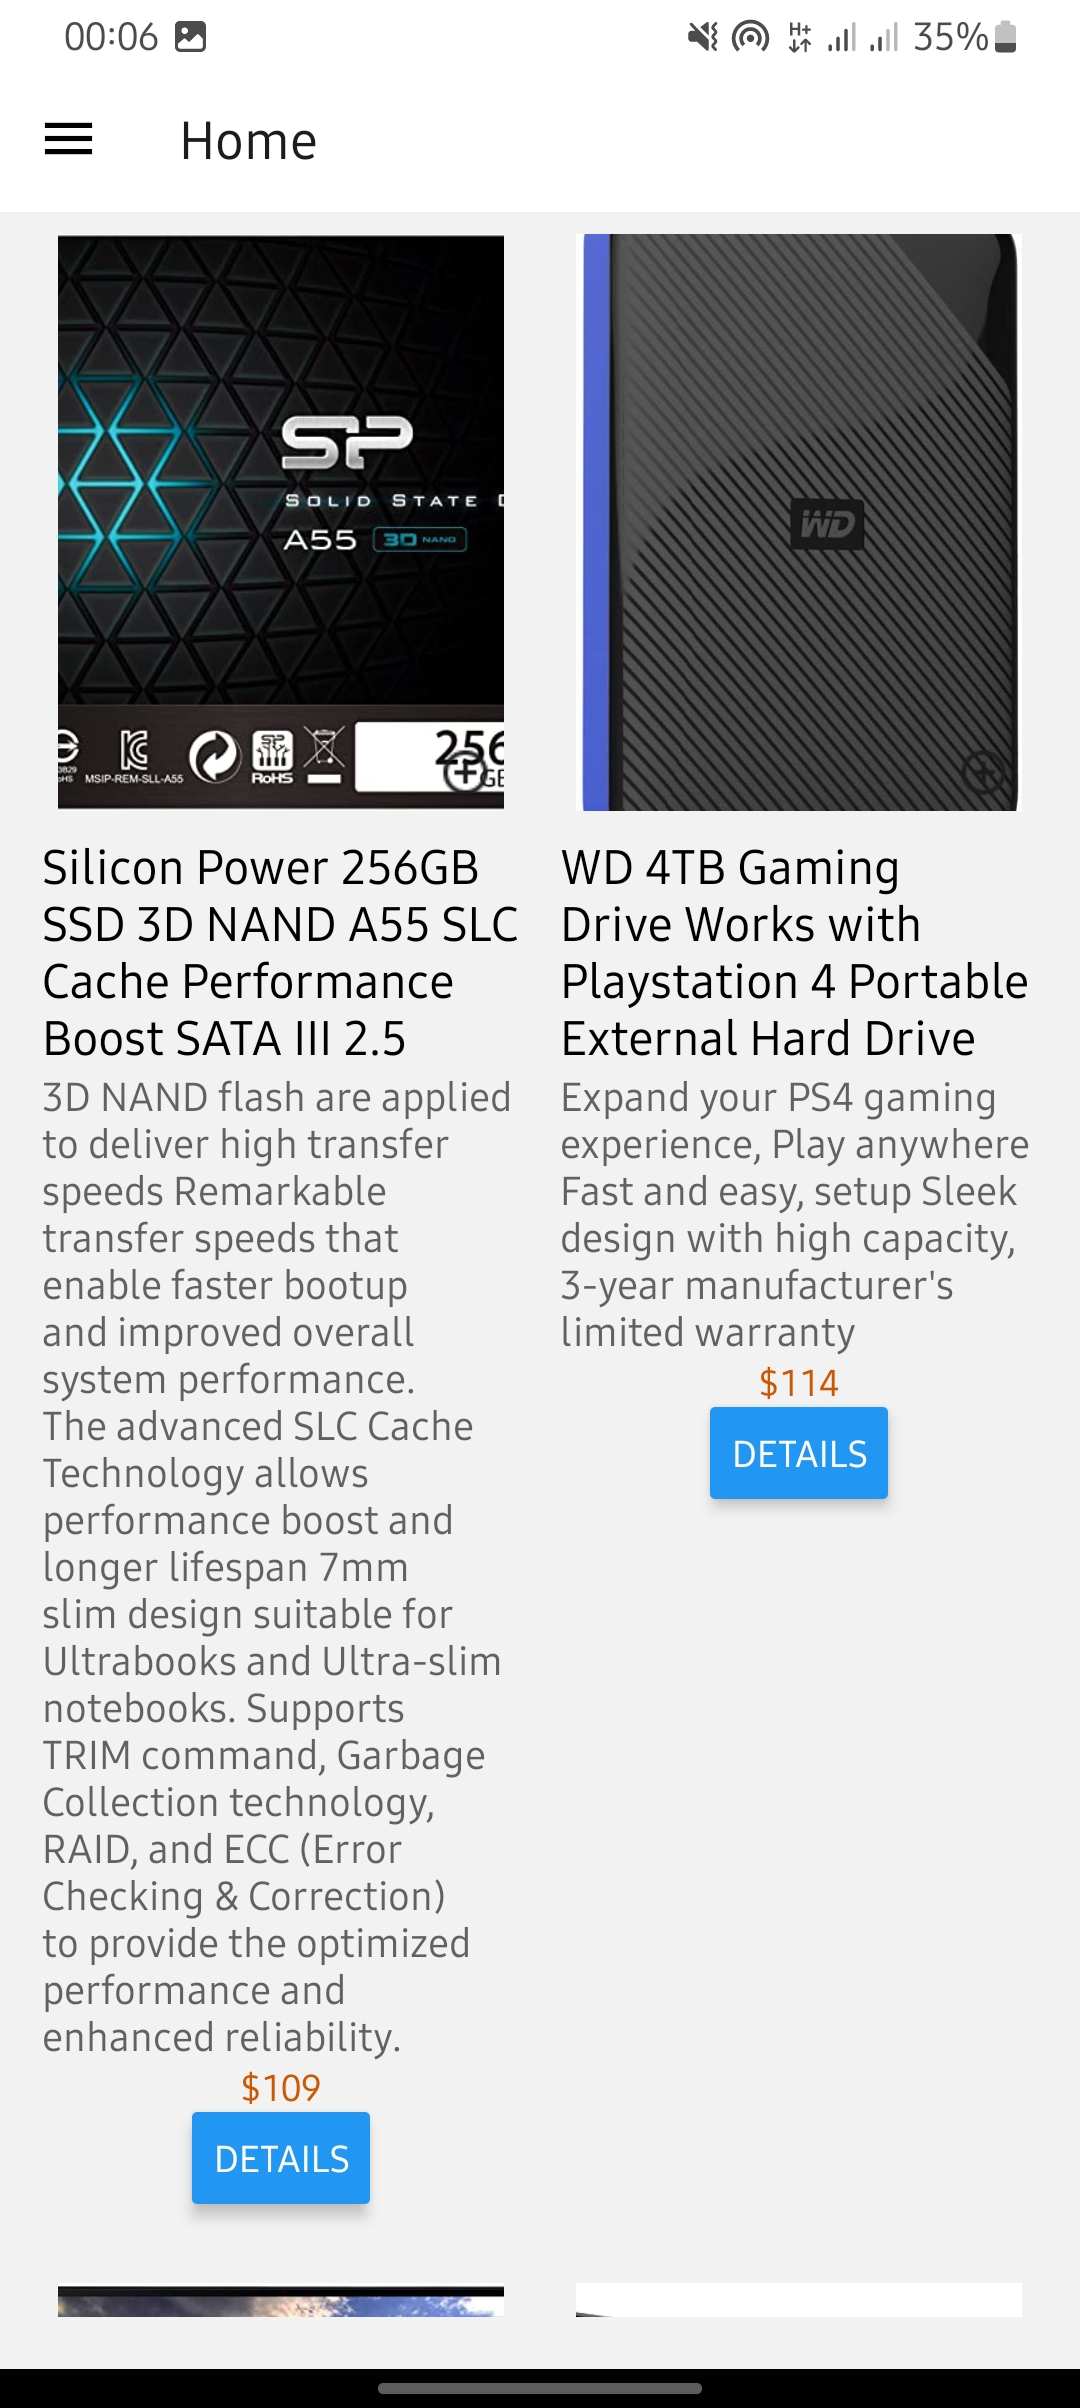 00:06
H+
35%
Home
SP
SOLID STATE
A55 3D NAND
MSIP-REM-SLL-A55
RoHS
256
WD
Silicon Power 256GB
SSD 3D NAND A55 SLC
Cache Performance
Boost SATA III 2.5
3D NAND flash are applied
to deliver high transfer
speeds Remarkable
transfer speeds that
enable faster bootup
and improved overall
system performance.
The advanced SLC Cache
Technology allows
performance boost and
longer lifespan 7mm
slim design suitable for
Ultrabooks and Ultra-slim
notebooks. Supports
TRIM command, Garbage
Collection technology,
RAID, and ECC (Error
Checking & Correction)
to provide the optimized
performance and
enhanced reliability.
$109
DETAILS
WD 4TB Gaming
Drive Works with
Playstation 4 Portable
External Hard Drive
Expand your PS4 gaming
experience, Play anywhere
Fast and easy, setup Sleek
design with high capacity,
3-year manufacturer's
limited warranty
$114
DETAILS